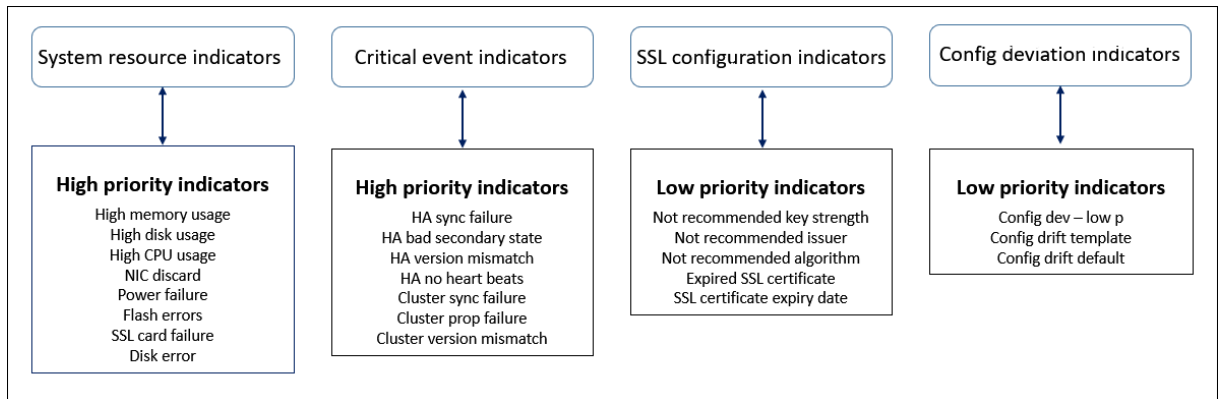 System resource indicators
High priority indicators
High memory usage
High disk usage
High CPU usage
NIC discard
Power failure
Flash errors
SSL card failure
Disk error
Critical event indicators
High priority indicators
HA sync failure
HA bad secondary state
HA version mismatch
HA no heart beats
Cluster sync failure
Cluster prop failure
Cluster version mismatch
SSL configuration indicators
Low priority indicators
Not recommended key strength
Not recommended issuer
Not recommended algorithm
Expired SSL certificate
SSL certificate expiry date
Config deviation indicators
Low priority indicators
Config dev – low p
Config drift template
Config drift default